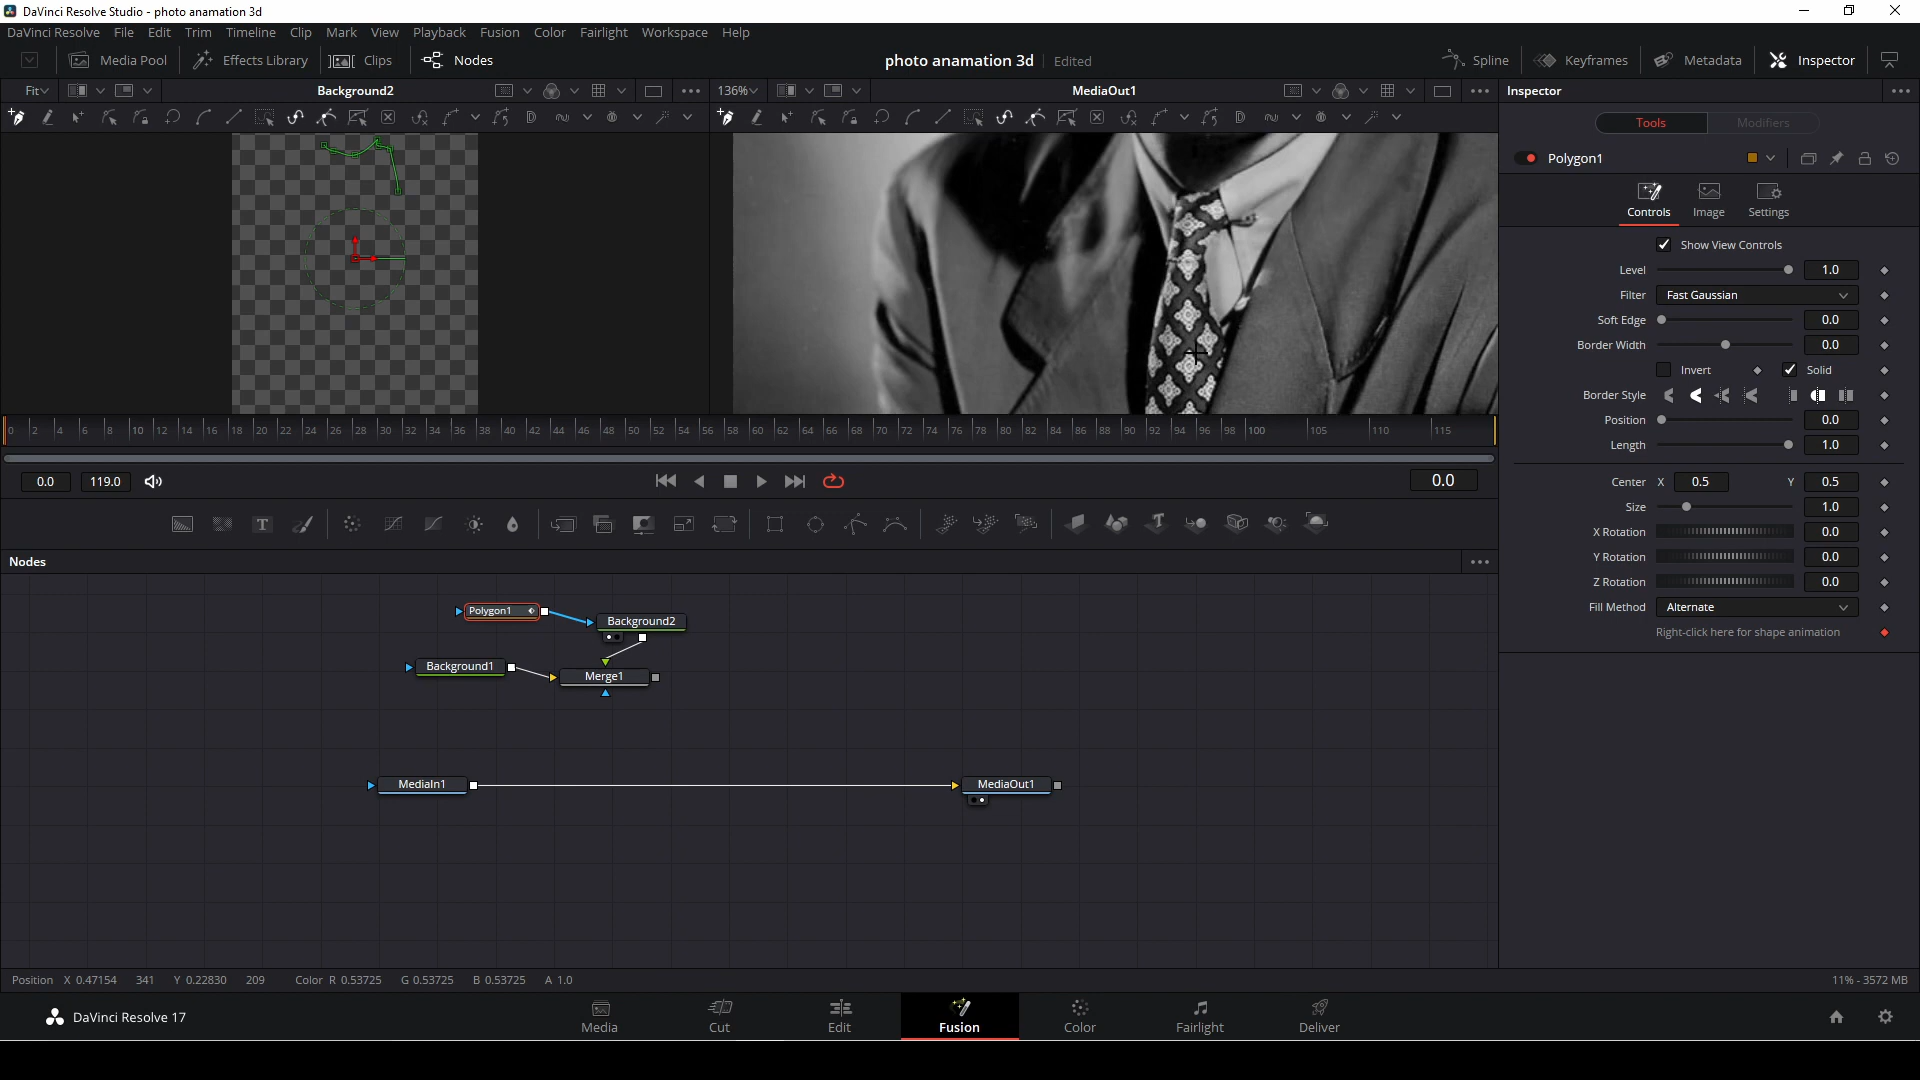 DaVinci Resolve Studio - photo anamation 3d
DaVinci Resolve File Edit Trim Timeline Clip Mark View Playback Fusion Color Fairlight Workspace Help
Media Pool Effects Library Clips Nodes photo anamation 3d Edited Spline Keyframes Metadata Inspector
Fit Background2 136% MediaOut1 Inspector
Tools Modifiers
Polygon1
Controls Image Settings
Show View Controls
Level 1.0
Filter Fast Gaussian
Soft Edge 0.0
Border Width 0.0
Invert Solid
Border Style
Position 0.0
Length 1.0
Center X 0.5 Y 0.5
Size 1.0
X Rotation 0.0
Y Rotation 0.0
Z Rotation 0.0
Fill Method Alternate
Right-click here for shape animation
0 2 4 6 8 10 12 14 16 18 20 22 24 26 28 30 32 34 36 38 40 42 44 46 48 50 52 54 56 58 60 62 64 66 68 70 72 74 76 78 80 82 84 86 88 90 92 94 96 98 100 105 110 115
0.0 119.0 0.0
Nodes
Polygon1
Background2
Background1
Merge1
MediaIn1
MediaOut1
Position X 0.47154 341 Y 0.22830 209 Color R 0.53725 G 0.53725 B 0.53725 A 1.0 11% - 3572 MB
DaVinci Resolve 17 Media Cut Edit Fusion Color Fairlight Deliver